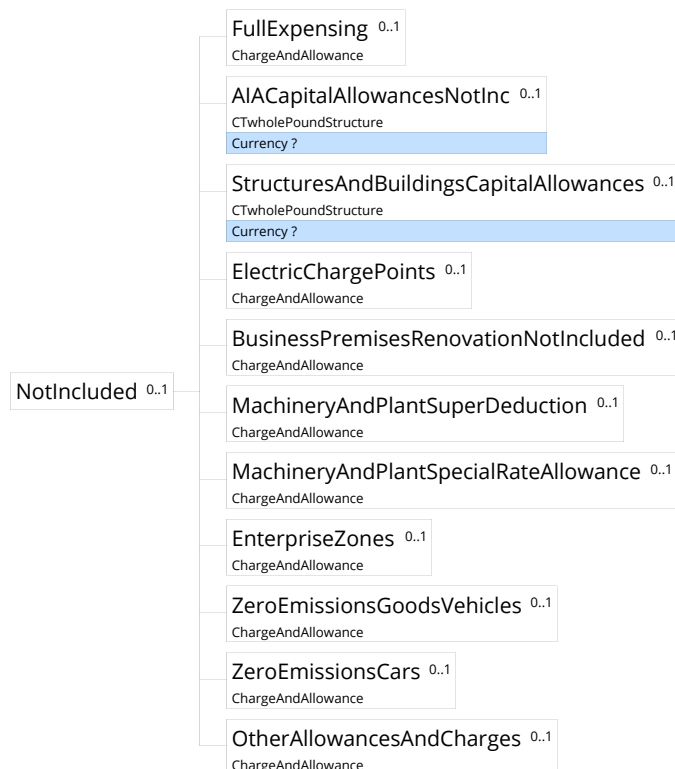 FullExpensing 0..1
ChargeAndAllowance
AIACapitalAllowancesNotInc 0..1
CTwholePoundStructure
Currency ?
StructuresAndBuildingsCapitalAllowances 0..1
CTwholePoundStructure
Currency ?
ElectricChargePoints 0..1
ChargeAndAllowance
BusinessPremisesRenovationNotIncluded 0..1
ChargeAndAllowance
NotIncluded 0..1
MachineryAndPlantSuperDeduction 0..1
ChargeAndAllowance
MachineryAndPlantSpecialRateAllowance 0..1
ChargeAndAllowance
EnterpriseZones 0..1
ChargeAndAllowance
ZeroEmissionsGoodsVehicles 0..1
ChargeAndAllowance
ZeroEmissionsCars 0..1
ChargeAndAllowance
OtherAllowancesAndCharges 0..1
ChargeAndAllowance